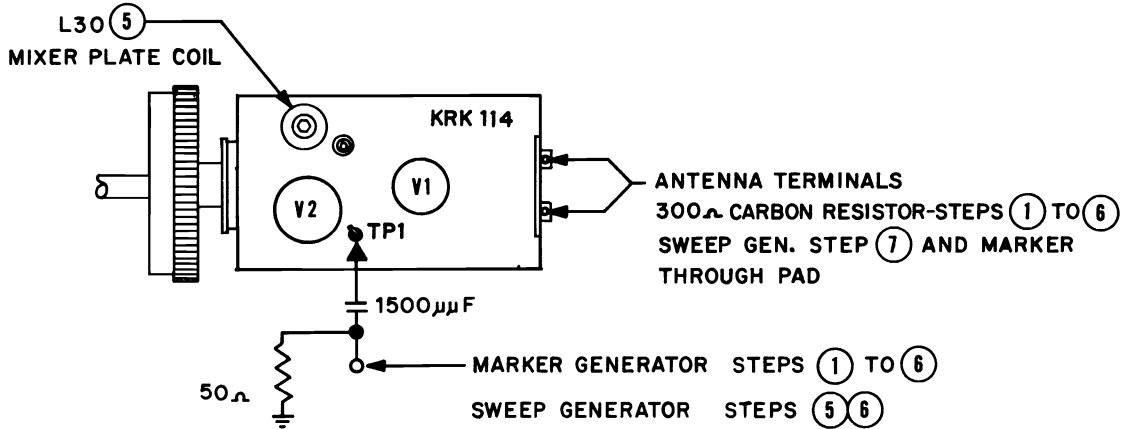 L30 5
MIXER PLATE COIL
KRK 114
V1
V2
TP1
ANTENNA TERMINALS
300Ω CARBON RESISTOR-STEPS 1 TO 6
SWEEP GEN. STEP 7 AND MARKER
THROUGH PAD
1500µµF
50Ω
MARKER GENERATOR STEPS 1 TO 6
SWEEP GENERATOR STEPS 5 6